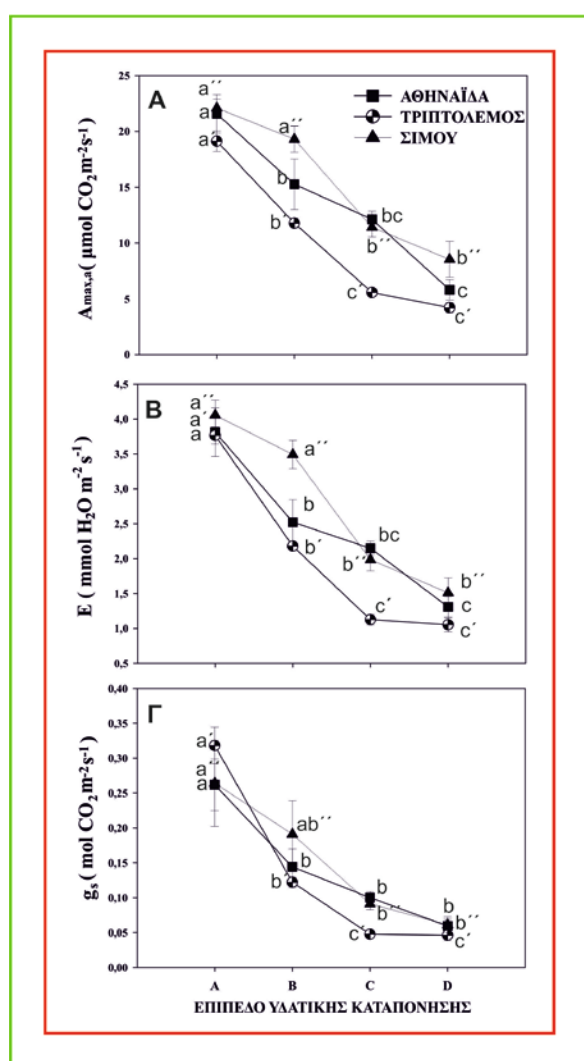 A
ΑΘΗΝΑΪΔΑ
ΤΡΙΠΤΟΛΕΜΟΣ
ΣΙΜΟΥ
Amax,a( μmol CO2m-2s-1)
25
20
15
10
5
0
a´´
a
a´
a´´
b
b´
bc
b´´
c´
b´´
c
c´
B
E ( mmol H2O m-2 s-1)
4,5
4,0
3,5
3,0
2,5
2,0
1,5
1,0
0,5
a´´
a´
a
a´´
b
b´
bc
b´´
c´
b´´
c
c´
Γ
gs ( mol CO2m-2s-1)
0,40
0,35
0,30
0,25
0,20
0,15
0,10
0,05
0,00
a´
a´´
a
ab´´
b
b´
b
b´´
c´
b
b´´
c´
A B C D
ΕΠΙΠΕΔΟ ΥΔΑΤΙΚΗΣ ΚΑΤΑΠΟΝΗΣΗΣ